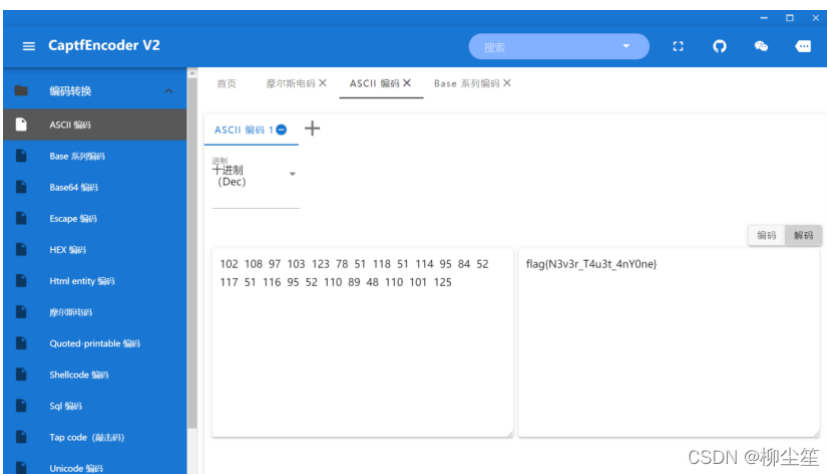 CaptfEncoder V2
搜索
编码转换
ASCII 编码
Base 系列编码
Base64 编码
Escape 编码
HEX 编码
Html entity 编码
摩尔斯电码
Quoted-printable 编码
Shellcode 编码
Sql 编码
Tap code（敲击码）
Unicode 编码
首页 摩尔斯电码 ASCII 编码 Base 系列编码
ASCII 编码 1
进制
十进制
（Dec）
编码 解码
102 108 97 103 123 78 51 118 51 114 95 84 52
117 51 116 95 52 110 89 48 110 101 125
flag{N3v3r_T4u3t_4nY0ne}
CSDN @柳尘笙